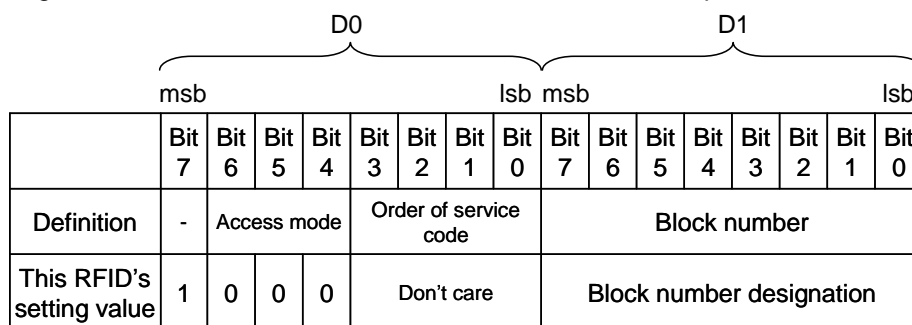 D0 D1
msb lsb msb lsb
Bit 7 Bit 6 Bit 5 Bit 4 Bit 3 Bit 2 Bit 1 Bit 0 Bit 7 Bit 6 Bit 5 Bit 4 Bit 3 Bit 2 Bit 1 Bit 0
Definition - Access mode Order of service code Block number
This RFID's setting value 1 0 0 0 Don't care Block number designation